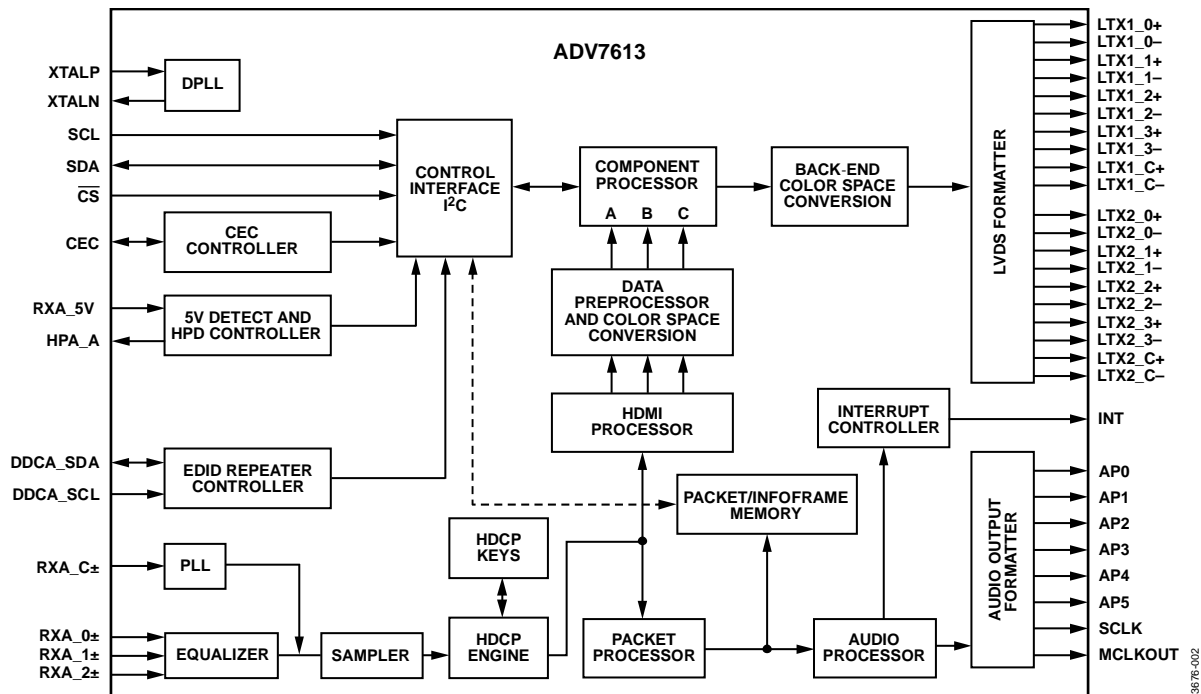 ADV7613
XTALP
XTALN
DPLL
SCL
SDA
CS
CONTROL
INTERFACE
I2C
COMPONENT
PROCESSOR
A B C
BACK-END
COLOR SPACE
CONVERSION
LVDS FORMATTER
LTX1_0+
LTX1_0–
LTX1_1+
LTX1_1–
LTX1_2+
LTX1_2–
LTX1_3+
LTX1_3–
LTX1_C+
LTX1_C–
LTX2_0+
LTX2_0–
LTX2_1+
LTX2_1–
LTX2_2+
LTX2_2–
LTX2_3+
LTX2_3–
LTX2_C+
LTX2_C–
CEC
CEC
CONTROLLER
RXA_5V
HPA_A
5V DETECT AND
HPD CONTROLLER
DATA
PREPROCESSOR
AND COLOR SPACE
CONVERSION
HDMI
PROCESSOR
INTERRUPT
CONTROLLER
INT
DDCA_SDA
DDCA_SCL
EDID REPEATER
CONTROLLER
PACKET/INFOFRAME
MEMORY
HDCP
KEYS
RXA_C±
PLL
RXA_0±
RXA_1±
RXA_2±
EQUALIZER
SAMPLER
HDCP
ENGINE
PACKET
PROCESSOR
AUDIO
PROCESSOR
AUDIO OUTPUT
FORMATTER
AP0
AP1
AP2
AP3
AP4
AP5
SCLK
MCLKOUT
3676-002